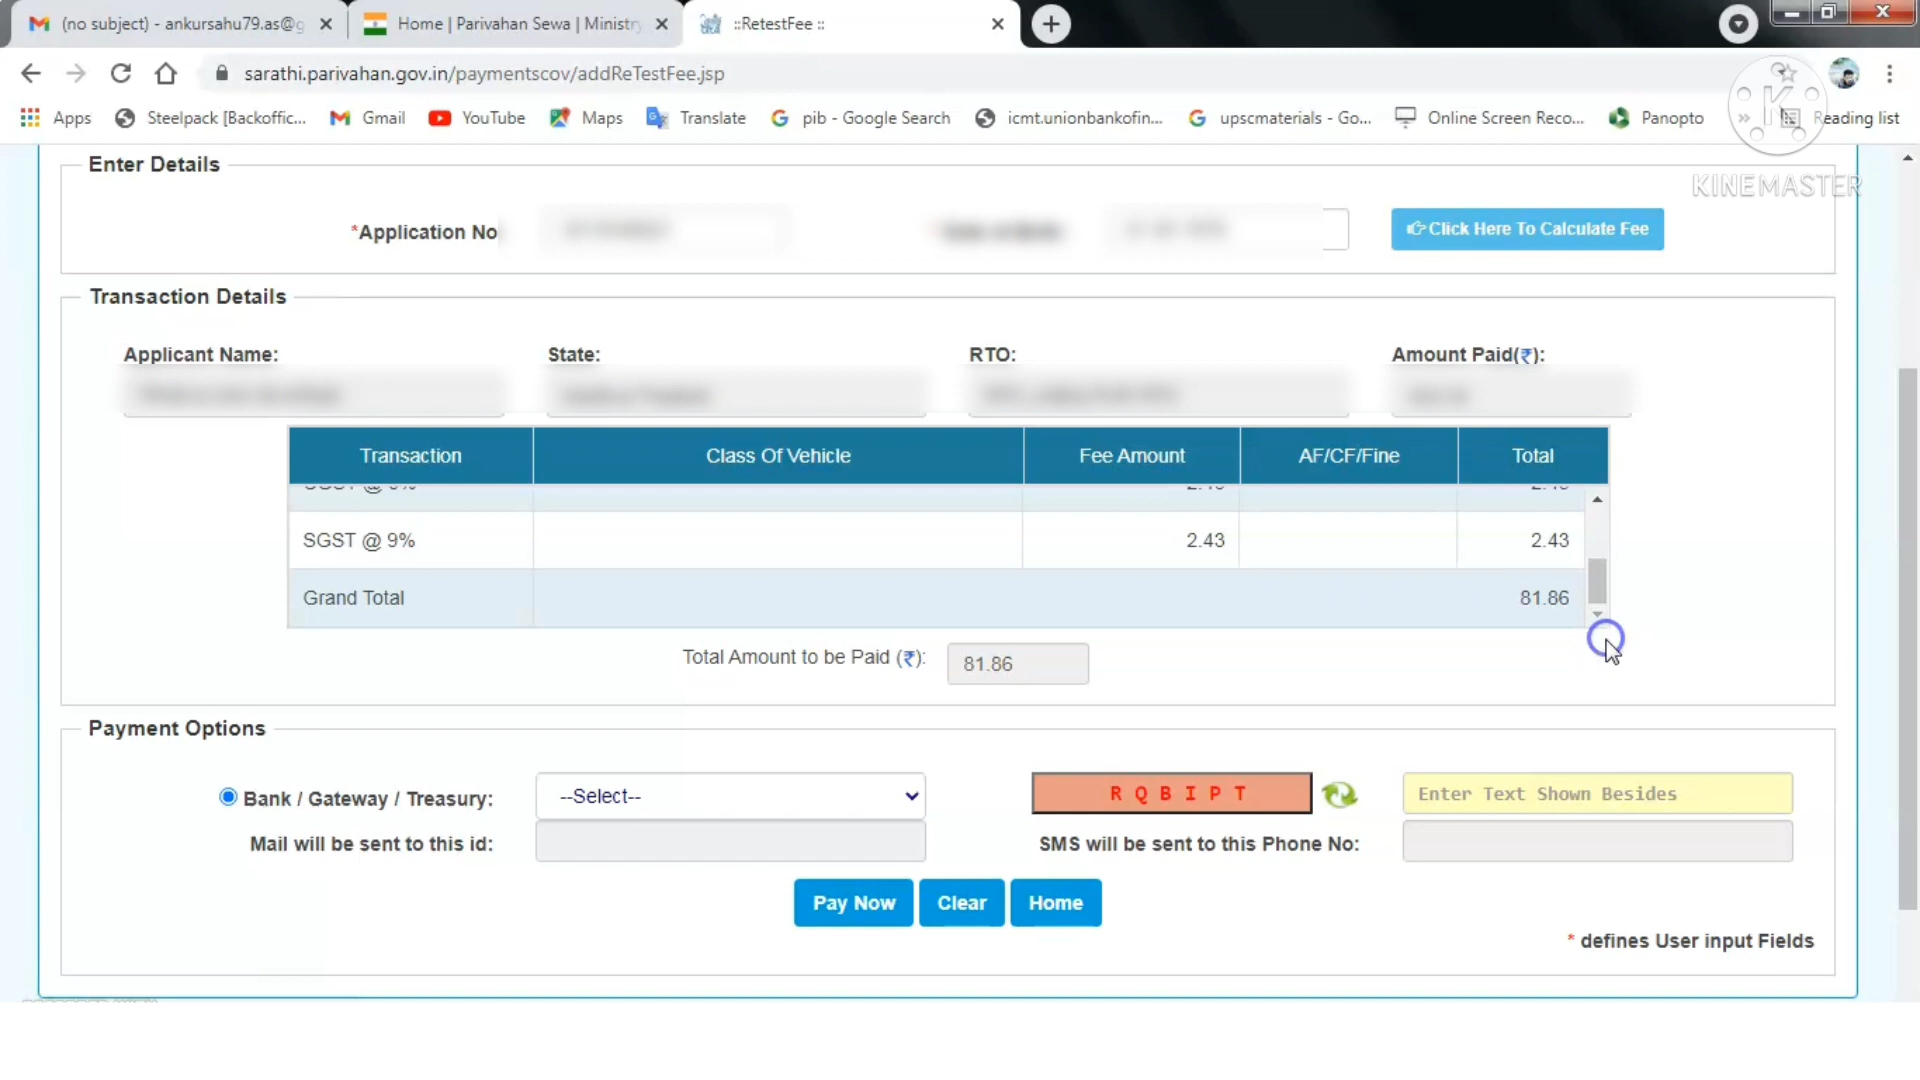 (no subject) - ankursahu79.as@g
Home | Parivahan Sewa | Ministry
::RetestFee ::
sarathi.parivahan.gov.in/paymentscov/addReTestFee.jsp
Apps
Steelpack [Backoffic...
Gmail
YouTube
Maps
Translate
pib - Google Search
icmt.unionbankofin...
upscmaterials - Go...
Online Screen Reco...
Panopto
»
Reading list
KINEMASTER
Enter Details
*Application No
Click Here To Calculate Fee
Transaction Details
Applicant Name:
State:
RTO:
Amount Paid(₹):
Transaction
Class Of Vehicle
Fee Amount
AF/CF/Fine
Total
SGST @ 9%
2.43
2.43
Grand Total
81.86
Total Amount to be Paid (₹):
81.86
Payment Options
Bank / Gateway / Treasury:
--Select--
R Q B I P T
Enter Text Shown Besides
Mail will be sent to this id:
SMS will be sent to this Phone No:
Pay Now
Clear
Home
* defines User input Fields